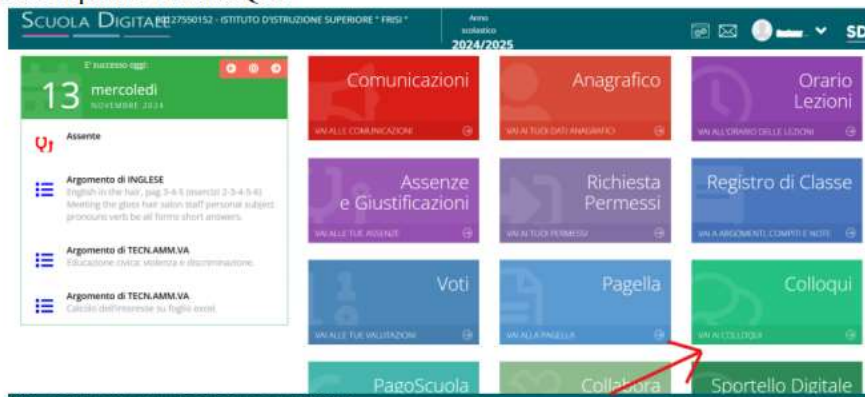 SCUOLA DIGITALE
80127550152 - ISTITUTO D'ISTRUZIONE SUPERIORE " FRISI "
Anno
scolastico
2024/2025
SD
E' successo oggi:
13 mercoledì
NOVEMBRE 2024
Assente
Argomento di INGLESE
English in the hair, pag 3-4-5 (esercizi 2-3-4-5-6)
Meeting the gloss hair salon staff personal subject
pronouns verb be all forms short answers.
Argomento di TECN.AMM.VA
Educazione civica: violenza e discriminazione.
Argomento di TECN.AMM.VA
Calcolo dell'interesse su foglio excel.
Comunicazioni
VAI ALLE COMUNICAZIONI
Anagrafico
VAI AI TUOI DATI ANAGRAFICI
Orario
Lezioni
VAI ALL'ORARIO DELLE LEZIONI
Assenze
e Giustificazioni
VAI ALLE TUE ASSENZE
Richiesta
Permessi
VAI AI TUOI PERMESSI
Registro di Classe
VAI A ARGOMENTI, COMPITI E NOTE
Voti
VAI ALLE TUE VALUTAZIONI
Pagella
VAI ALLA PAGELLA
Colloqui
VAI AI COLLOQUI
PagoScuola
Collabora
Sportello Digitale